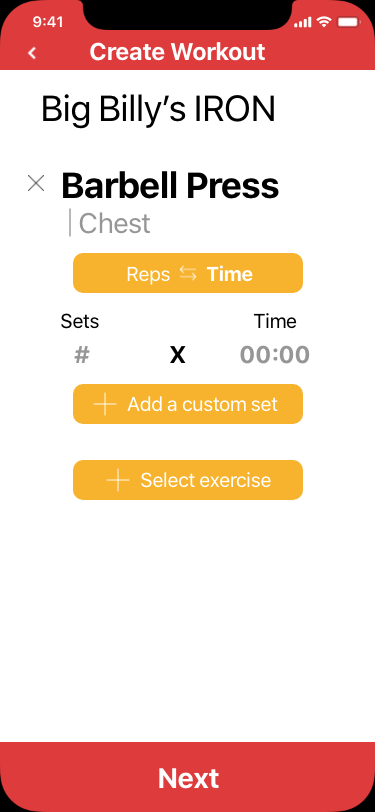 9:41
Create Workout
Big Billy’s IRON
Barbell Press
Chest
Reps Time
Sets Time
# X 00:00
Add a custom set
Select exercise
Next